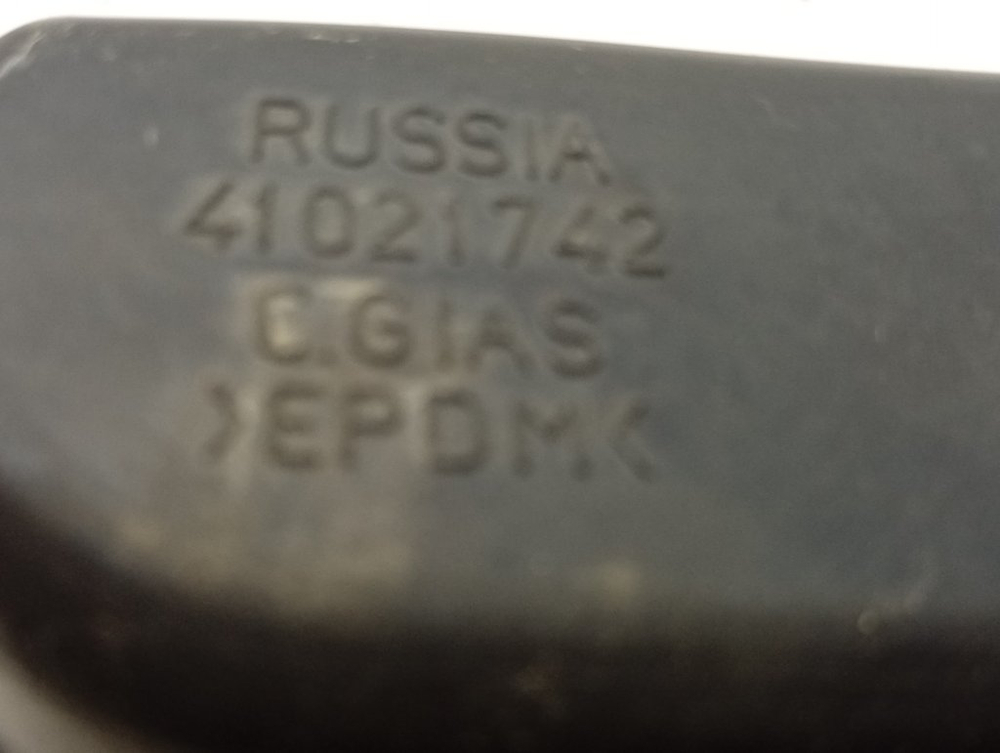 RUSSIA
41021742
C.GIAS
>EPDM<